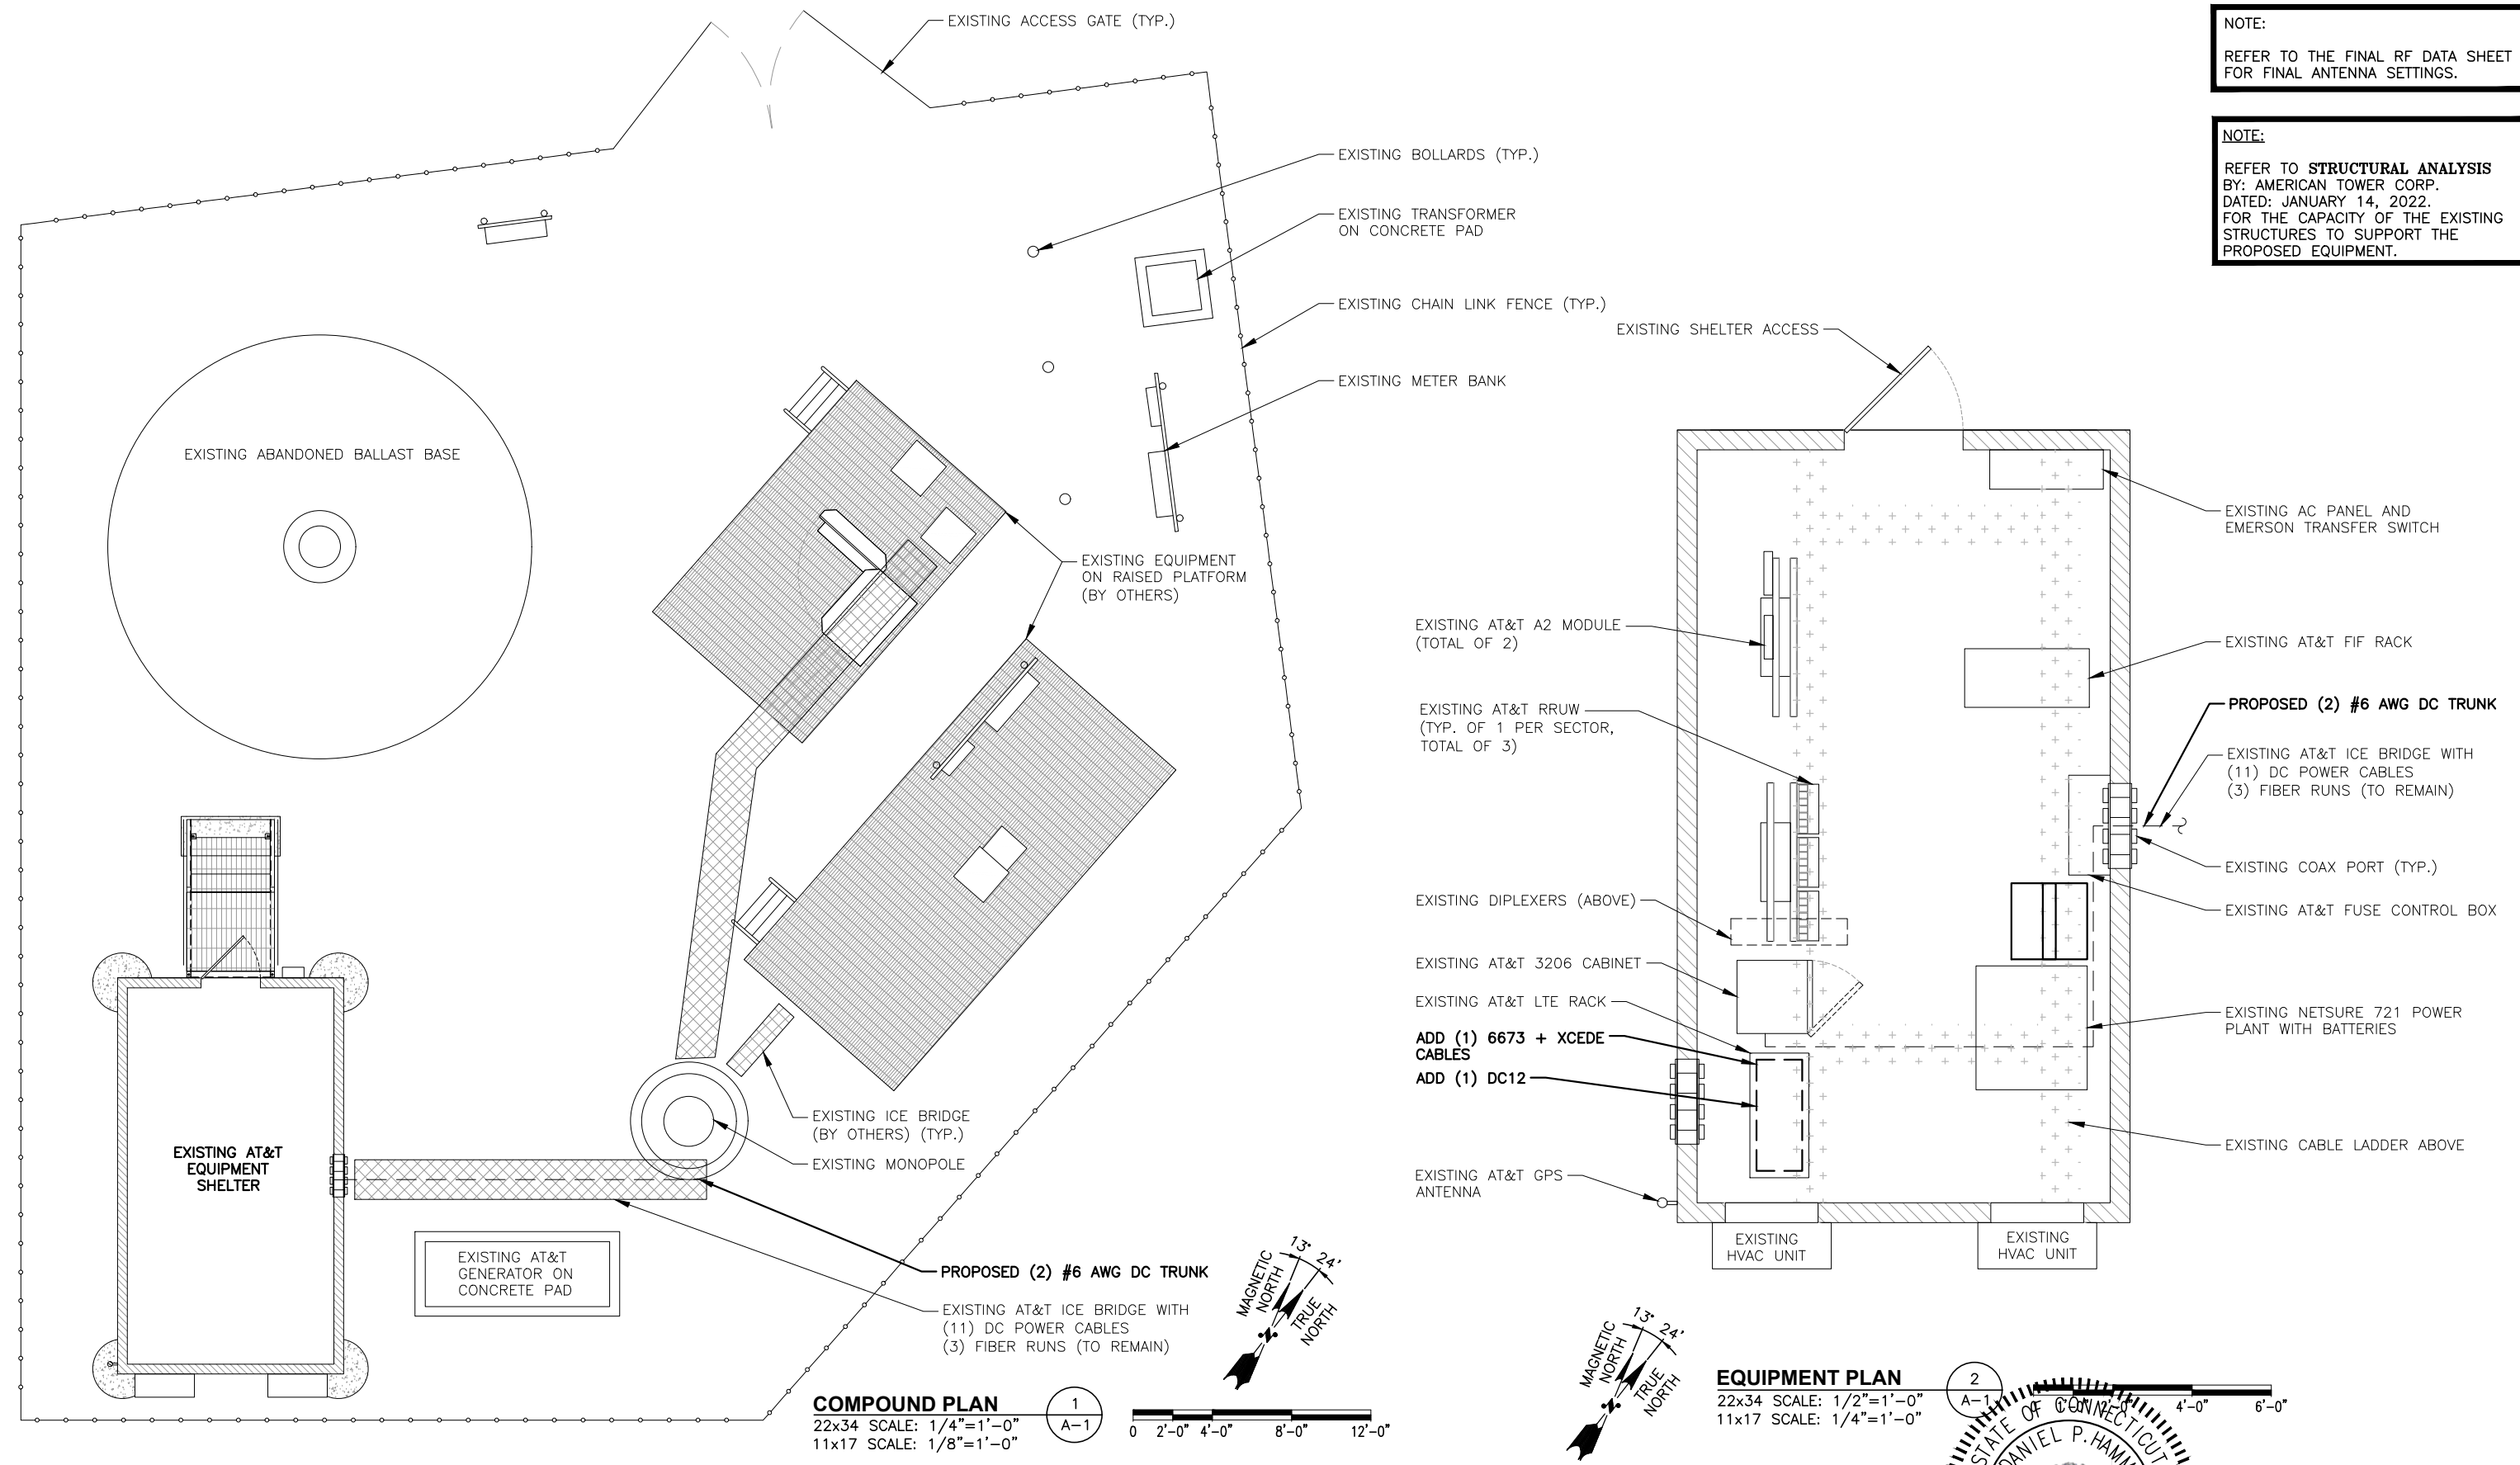 EXISTING ACCESS GATE (TYP.)
EXISTING BOLLARDS (TYP.)
EXISTING TRANSFORMER
ON CONCRETE PAD
EXISTING CHAIN LINK FENCE (TYP.)
EXISTING METER BANK
EXISTING ABANDONED BALLAST BASE
EXISTING EQUIPMENT
ON RAISED PLATFORM
(BY OTHERS)
EXISTING ICE BRIDGE
(BY OTHERS) (TYP.)
EXISTING MONOPOLE
EXISTING AT&T
EQUIPMENT
SHELTER
EXISTING AT&T
GENERATOR ON
CONCRETE PAD
PROPOSED (2) #6 AWG DC TRUNK
EXISTING AT&T ICE BRIDGE WITH
(11) DC POWER CABLES
(3) FIBER RUNS (TO REMAIN)
MAGNETIC
NORTH
13° 24'
TRUE
NORTH
COMPOUND PLAN
22x34 SCALE: 1/4"=1'-0"
11x17 SCALE: 1/8"=1'-0"
1
A-1
0 2'-0" 4'-0" 8'-0" 12'-0"
NOTE:
REFER TO THE FINAL RF DATA SHEET
FOR FINAL ANTENNA SETTINGS.
NOTE:
REFER TO STRUCTURAL ANALYSIS
BY: AMERICAN TOWER CORP.
DATED: JANUARY 14, 2022.
FOR THE CAPACITY OF THE EXISTING
STRUCTURES TO SUPPORT THE
PROPOSED EQUIPMENT.
EXISTING SHELTER ACCESS
EXISTING AT&T A2 MODULE
(TOTAL OF 2)
EXISTING AT&T RRUW
(TYP. OF 1 PER SECTOR,
TOTAL OF 3)
EXISTING DIPLEXERS (ABOVE)
EXISTING AT&T 3206 CABINET
EXISTING AT&T LTE RACK
ADD (1) 6673 + XCEDE
CABLES
ADD (1) DC12
EXISTING AT&T GPS
ANTENNA
EXISTING AC PANEL AND
EMERSON TRANSFER SWITCH
EXISTING AT&T FIF RACK
PROPOSED (2) #6 AWG DC TRUNK
EXISTING AT&T ICE BRIDGE WITH
(11) DC POWER CABLES
(3) FIBER RUNS (TO REMAIN)
EXISTING COAX PORT (TYP.)
EXISTING AT&T FUSE CONTROL BOX
EXISTING NETSURE 721 POWER
PLANT WITH BATTERIES
EXISTING CABLE LADDER ABOVE
EXISTING
HVAC UNIT
EXISTING
HVAC UNIT
MAGNETIC
NORTH
13° 24'
TRUE
NORTH
EQUIPMENT PLAN
22x34 SCALE: 1/2"=1'-0"
11x17 SCALE: 1/4"=1'-0"
2
A-1
0 1'-0" 2'-0" 4'-0" 6'-0"
STATE OF CONNECTICUT
DANIEL P.